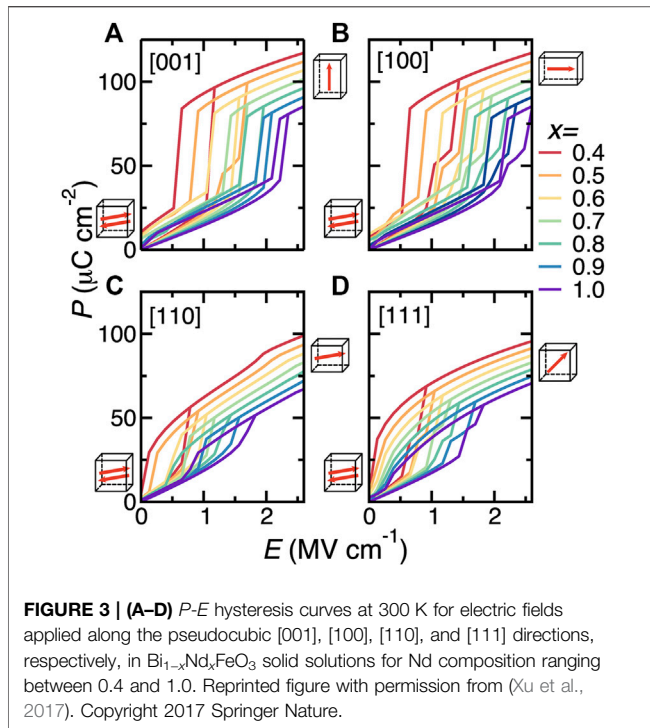 A
B
[001]
[100]
100
50
0
x=
0.4
0.5
0.6
0.7
0.8
0.9
1.0
P (μC cm⁻²)
C
D
[110]
[111]
100
50
0
0 1 2 0 1 2
E (MV cm⁻¹)
FIGURE 3 | (A–D) P-E hysteresis curves at 300 K for electric fields
applied along the pseudocubic [001], [100], [110], and [111] directions,
respectively, in Bi₁₋ₓNdₓFeO₃ solid solutions for Nd composition ranging
between 0.4 and 1.0. Reprinted figure with permission from (Xu et al.,
2017). Copyright 2017 Springer Nature.